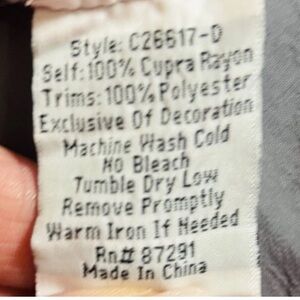 Style: C26617-D
Self: 100% Cupra Rayon
Trims: 100% Polyester
Exclusive Of Decoration
Machine Wash Cold
No Bleach
Tumble Dry Low
Remove Promptly
Warm Iron If Needed
Rn# 87291
Made In China